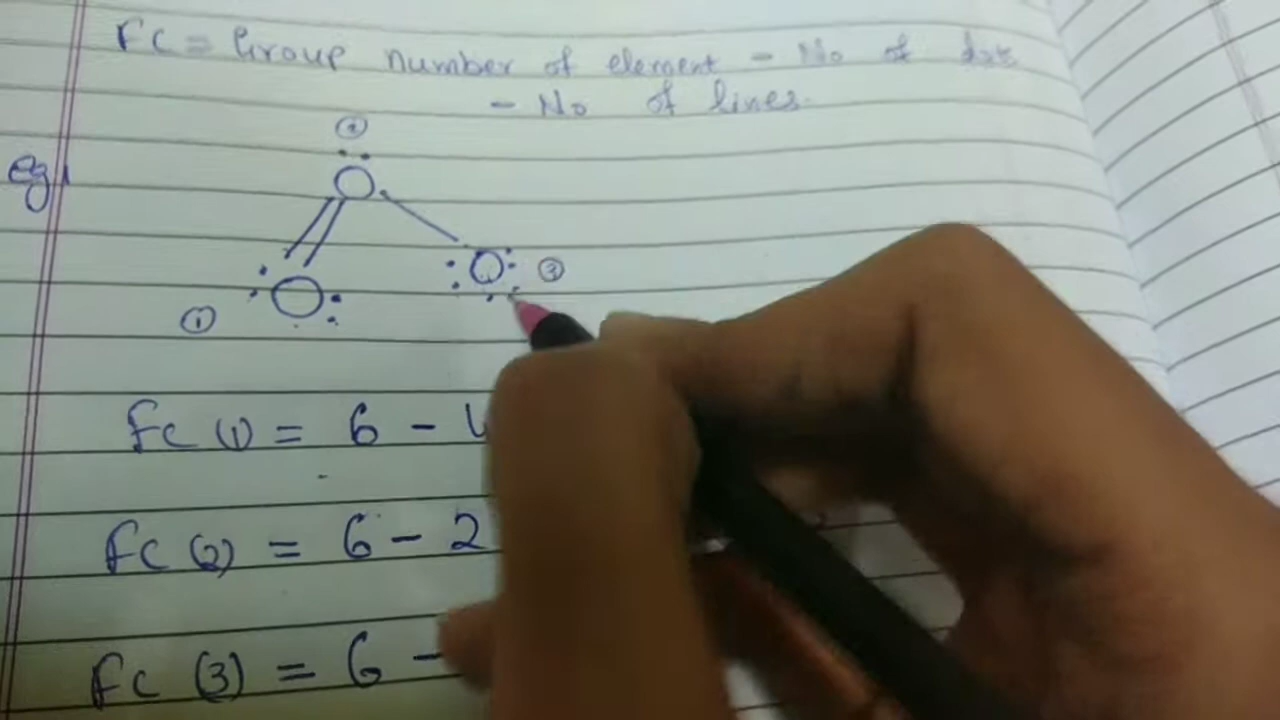 FC = Group number of element - No of dots
- No of lines.
eg1
②
O
O
O
③
①
FC (1) = 6 - 4
FC (2) = 6 - 2
FC (3) = 6 -